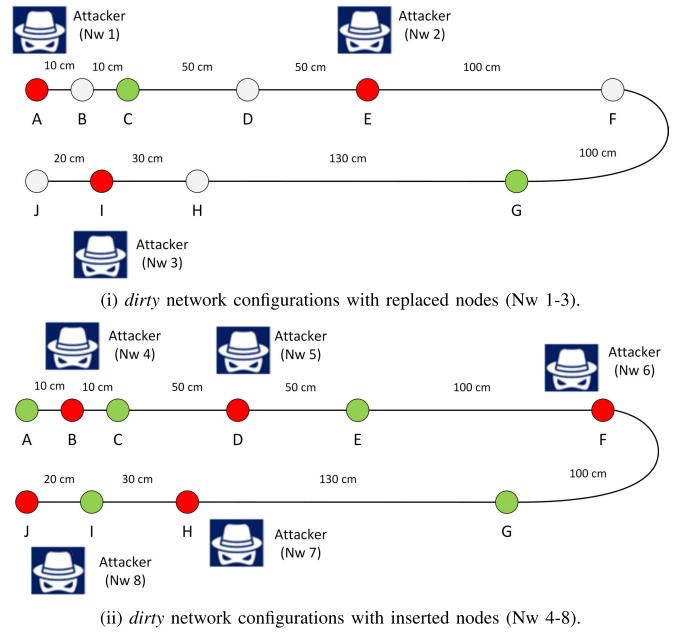 Attacker
(Nw 1)
Attacker
(Nw 2)
10 cm 10 cm 50 cm 50 cm 100 cm
A B C D E F
20 cm 30 cm 130 cm 100 cm
J I H G
Attacker
(Nw 3)
(i) dirty network configurations with replaced nodes (Nw 1-3).
Attacker
(Nw 4)
Attacker
(Nw 5)
Attacker
(Nw 6)
10 cm 10 cm 50 cm 50 cm 100 cm
A B C D E F
20 cm 30 cm 130 cm 100 cm
J I H G
Attacker
(Nw 7)
Attacker
(Nw 8)
(ii) dirty network configurations with inserted nodes (Nw 4-8).